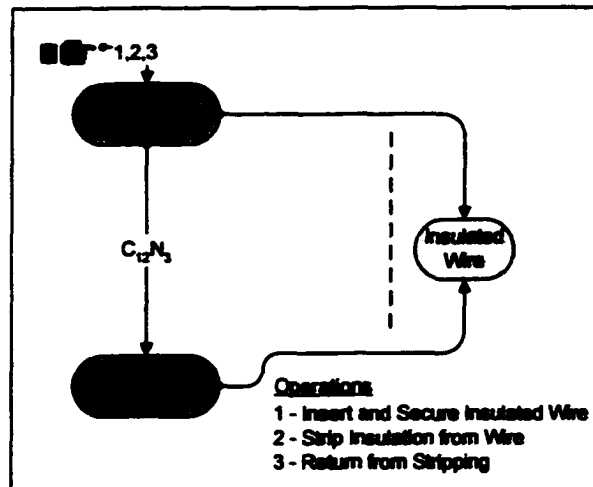 1,2,3
C₁₂N₃
Insulated
Wire
Operations
1 - Insert and Secure Insulated Wire
2 - Strip Insulation from Wire
3 - Return from Stripping